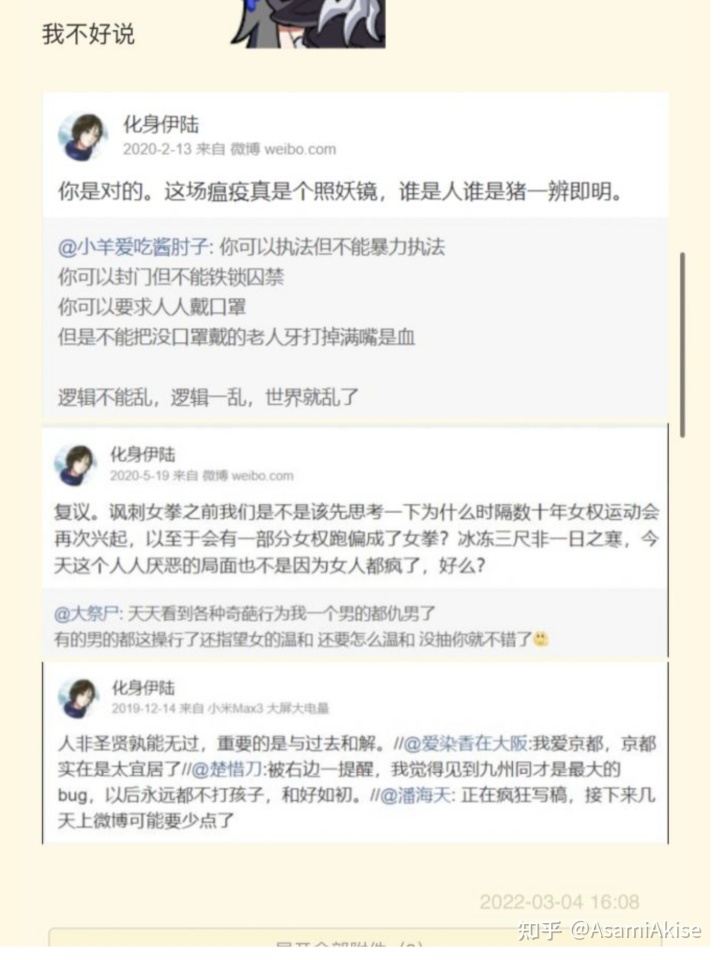 我不好说
化身伊陆
2020-2-13 来自 微博 weibo.com
你是对的。这场瘟疫真是个照妖镜，谁是人谁是猪一辨即明。
@小羊爱吃酱肘子: 你可以执法但不能暴力执法
你可以封门但不能铁锁囚禁
你可以要求人人戴口罩
但是不能把没口罩戴的老人牙打掉满嘴是血
逻辑不能乱，逻辑一乱，世界就乱了
化身伊陆
2020-5-19 来自 微博 weibo.com
复议。讽刺女拳之前我们是不是该先思考一下为什么时隔数十年女权运动会
再次兴起，以至于会有一部分女权跑偏成了女拳？冰冻三尺非一日之寒，今
天这个人人厌恶的局面也不是因为女人都疯了，好么？
@大祭尸: 天天看到各种奇葩行为我一个男的都仇男了
有的男的都这操行了还指望女的温和 还要怎么温和 没抽你就不错了
化身伊陆
2019-12-14 来自 小米Max3 大屏大电量
人非圣贤孰能无过，重要的是与过去和解。//@爱染香在大阪:我爱京都，京都
实在是太宜居了//@楚惜刀:被右边一提醒，我觉得见到九州同才是最大的
bug，以后永远都不打孩子，和好如初。//@潘海天: 正在疯狂写稿，接下来几
天上微博可能要少点了
2022-03-04 16:08
知乎 @AsamiAkise